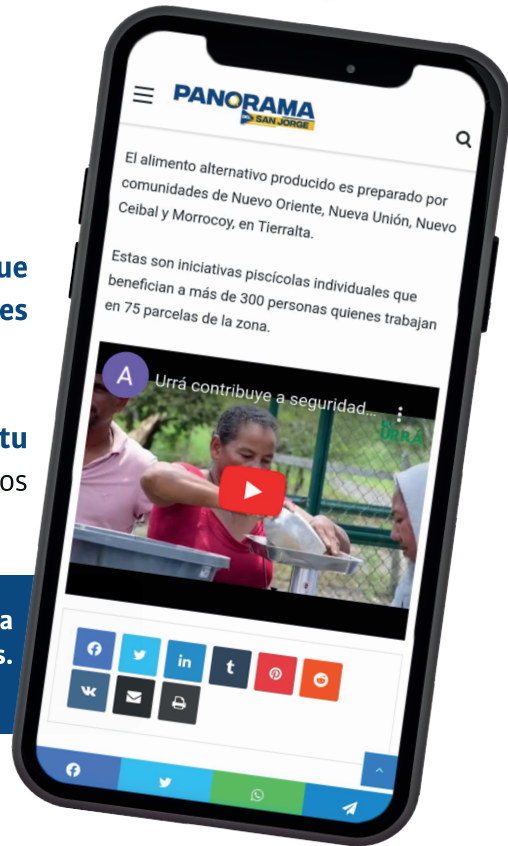 PANORAMA
DEL SAN JORGE
El alimento alternativo producido es preparado por
comunidades de Nuevo Oriente, Nueva Unión, Nuevo
Ceibal y Morrocoy, en Tierralta.
Estas son iniciativas piscícolas individuales que
benefician a más de 300 personas quienes trabajan
en 75 parcelas de la zona.
A
Urrá contribuye a seguridad...
URRÁ
ue
es
tu
os
a
s.